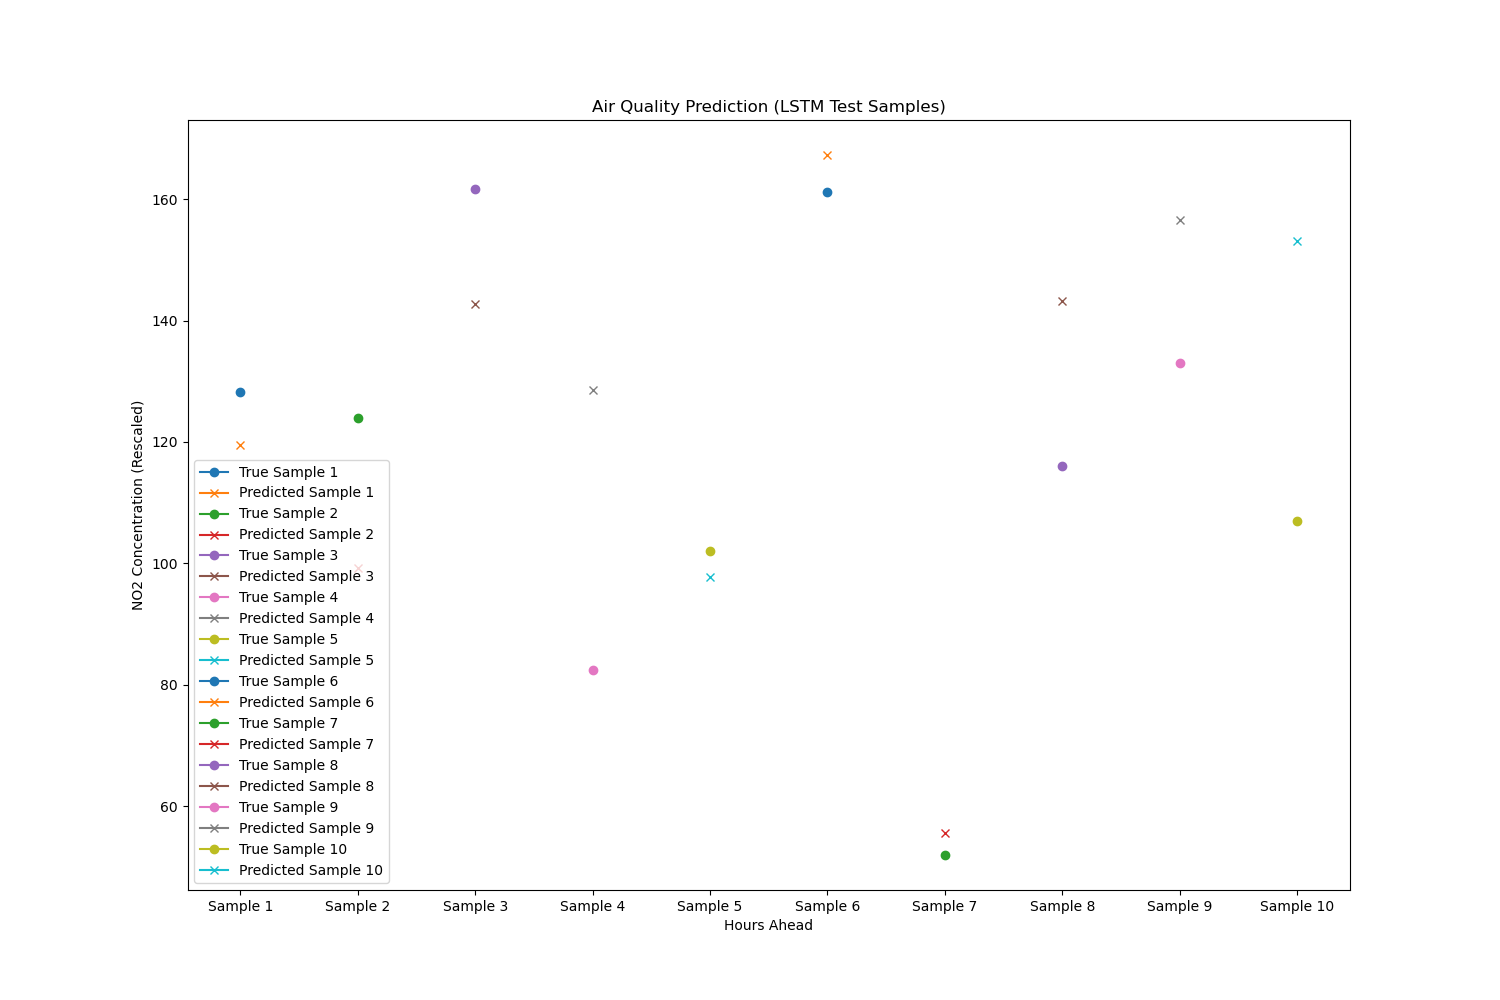 Air Quality Prediction (LSTM Test Samples)
NO2 Concentration (Rescaled)
160
140
120
100
80
60
True Sample 1
Predicted Sample 1
True Sample 2
Predicted Sample 2
True Sample 3
Predicted Sample 3
True Sample 4
Predicted Sample 4
True Sample 5
Predicted Sample 5
True Sample 6
Predicted Sample 6
True Sample 7
Predicted Sample 7
True Sample 8
Predicted Sample 8
True Sample 9
Predicted Sample 9
True Sample 10
Predicted Sample 10
Sample 1 Sample 2 Sample 3 Sample 4 Sample 5 Sample 6 Sample 7 Sample 8 Sample 9 Sample 10
Hours Ahead